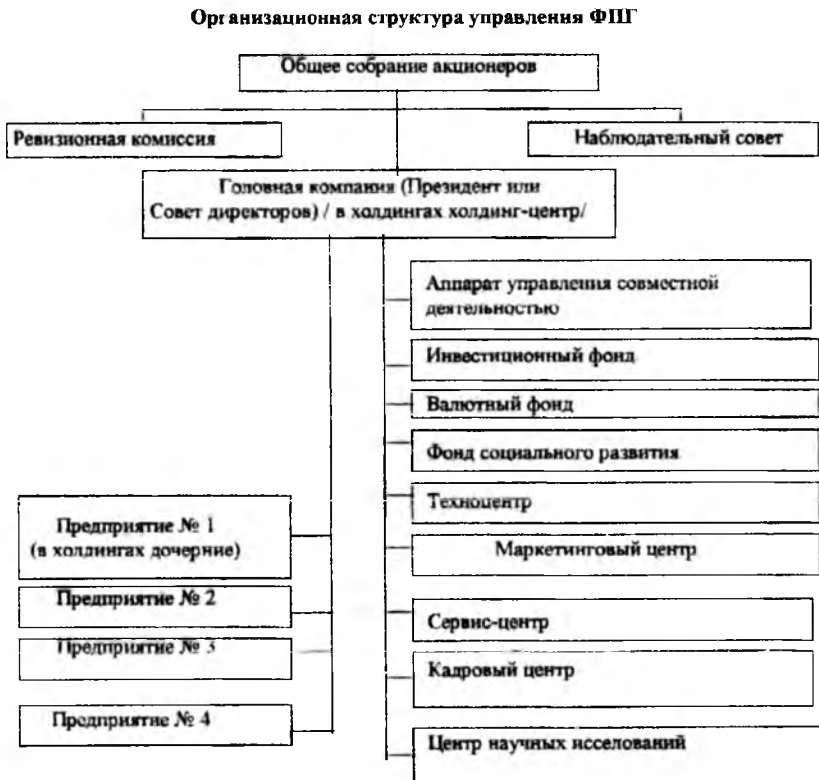 Организационная структура управления ФПГ
Общее собрание акционеров
Ревизионная комиссия
Наблюдательный совет
Головная компания (Президент или
Совет директоров) / в холдингах холдинг-центр/
Аппарат управления совместной
деятельностью
Инвестиционный фонд
Валютный фонд
Фонд социального развития
Техноцентр
Маркетинговый центр
Сервис-центр
Кадровый центр
Центр научных исселований
Предприятие № 1
(в холдингах дочерние)
Предприятие № 2
Предприятие № 3
Предприятие № 4